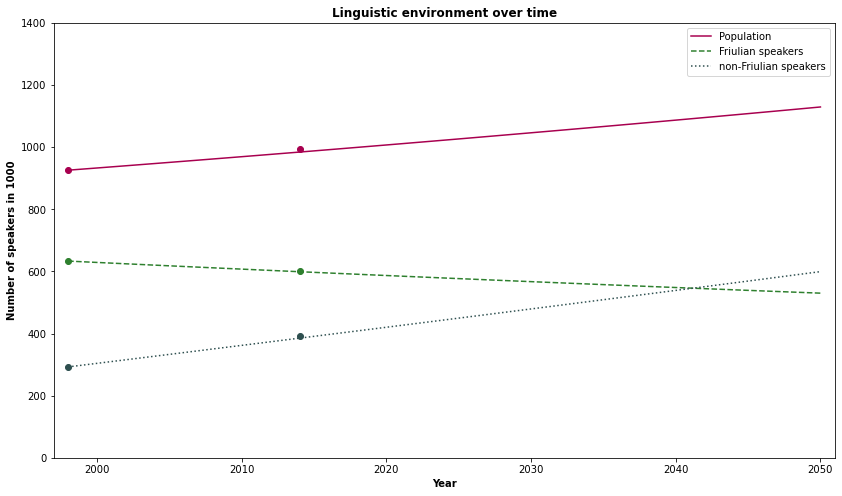 Linguistic environment over time
Population
Friulian speakers
non-Friulian speakers
Number of speakers in 1000
1400
1200
1000
800
600
400
200
0
2000 2010 2020 2030 2040 2050
Year